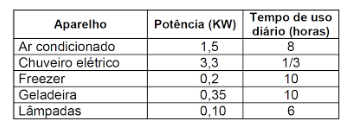 Aparelho Potência (KW) Tempo de uso
diário (horas)
Ar condicionado 1,5 8
Chuveiro elétrico 3,3 1/3
Freezer 0,2 10
Geladeira 0,35 10
Lâmpadas 0,10 6